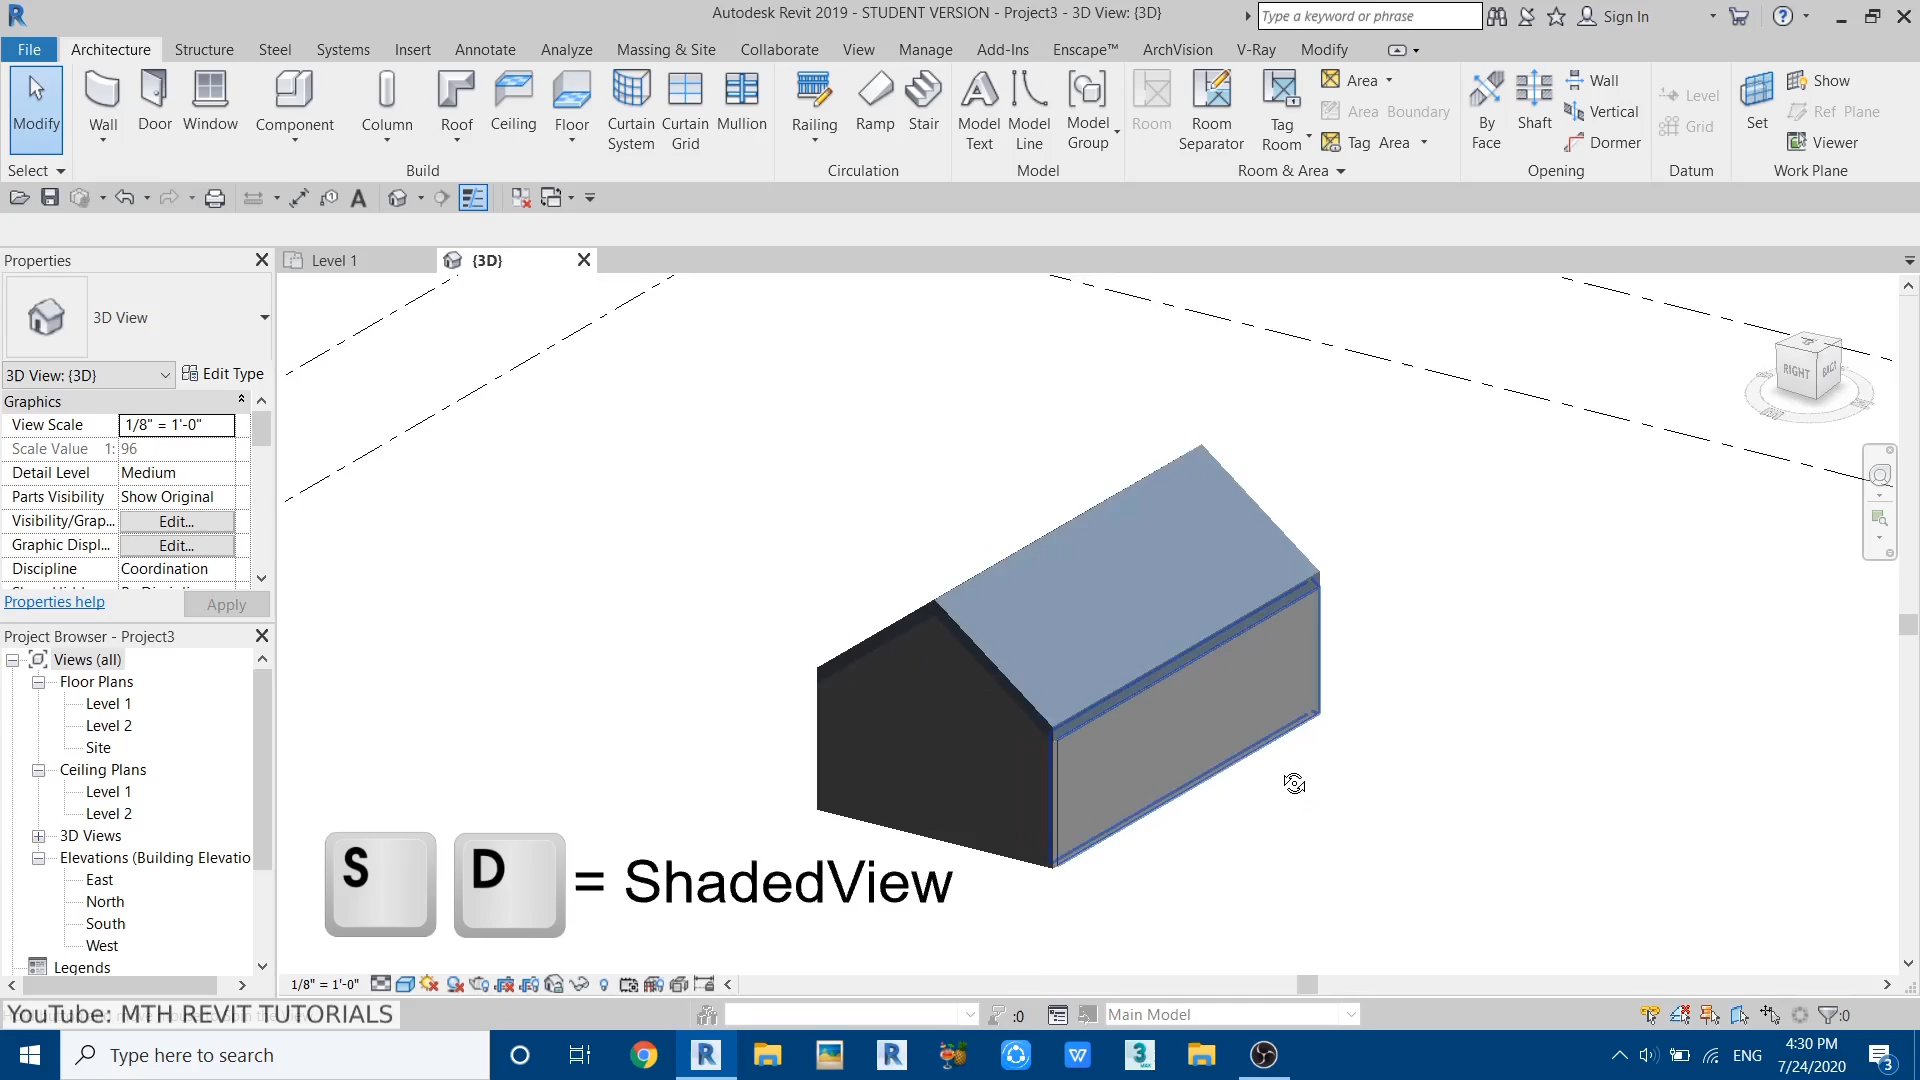 Autodesk Revit 2019 - STUDENT VERSION - Project3 - 3D View: {3D}
Type a keyword or phrase
Sign In
File Architecture Structure Steel Systems Insert Annotate Analyze Massing & Site Collaborate View Manage Add-Ins Enscape™ ArchVision V-Ray Modify
Modify
Wall Door Window Component Column Roof Ceiling Floor
Curtain System
Curtain Grid
Mullion
Railing Ramp Stair
Model Text
Model Line
Model Group
Room
Room Separator
Tag Room
Area
Area Boundary
Tag Area
By Face
Shaft
Wall
Vertical
Dormer
Level
Grid
Set
Show
Ref Plane
Viewer
Select Build Circulation Model Room & Area Opening Datum Work Plane
Properties
Level 1
{3D}
3D View
3D View: {3D}
Edit Type
Graphics
View Scale 1/8" = 1'-0"
Scale Value 1: 96
Detail Level Medium
Parts Visibility Show Original
Visibility/Grap... Edit...
Graphic Displ... Edit...
Discipline Coordination
Properties help
Apply
Project Browser - Project3
Views (all)
Floor Plans
Level 1
Level 2
Site
Ceiling Plans
Level 1
Level 2
3D Views
Elevations (Building Elevatio
East
North
South
West
Legends
RIGHT
BACK
S D = ShadedView
1/8" = 1'-0"
YouTube: MTH REVIT TUTORIALS
:0
Main Model
:0
Type here to search
ENG
4:30 PM
7/24/2020
3